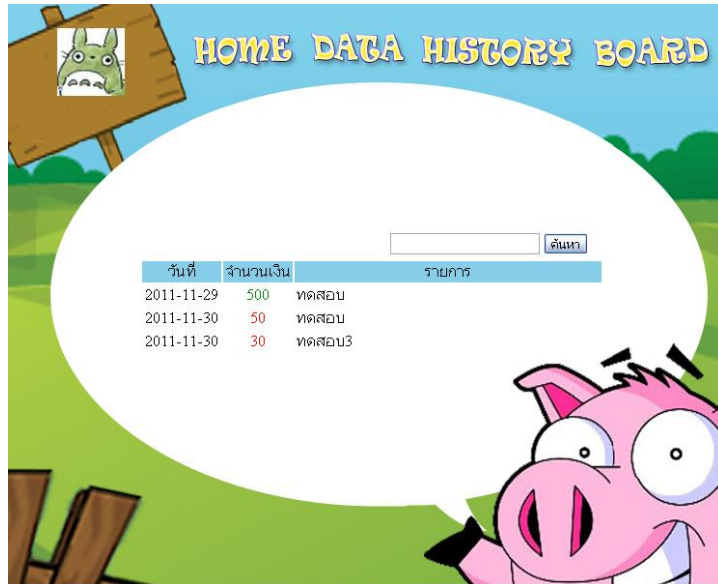 HOME DATA HISTORY BOARD
ค้นหา
วันที่ จำนวนเงิน รายการ
2011-11-29 500 ทดสอบ
2011-11-30 50 ทดสอบ
2011-11-30 30 ทดสอบ3